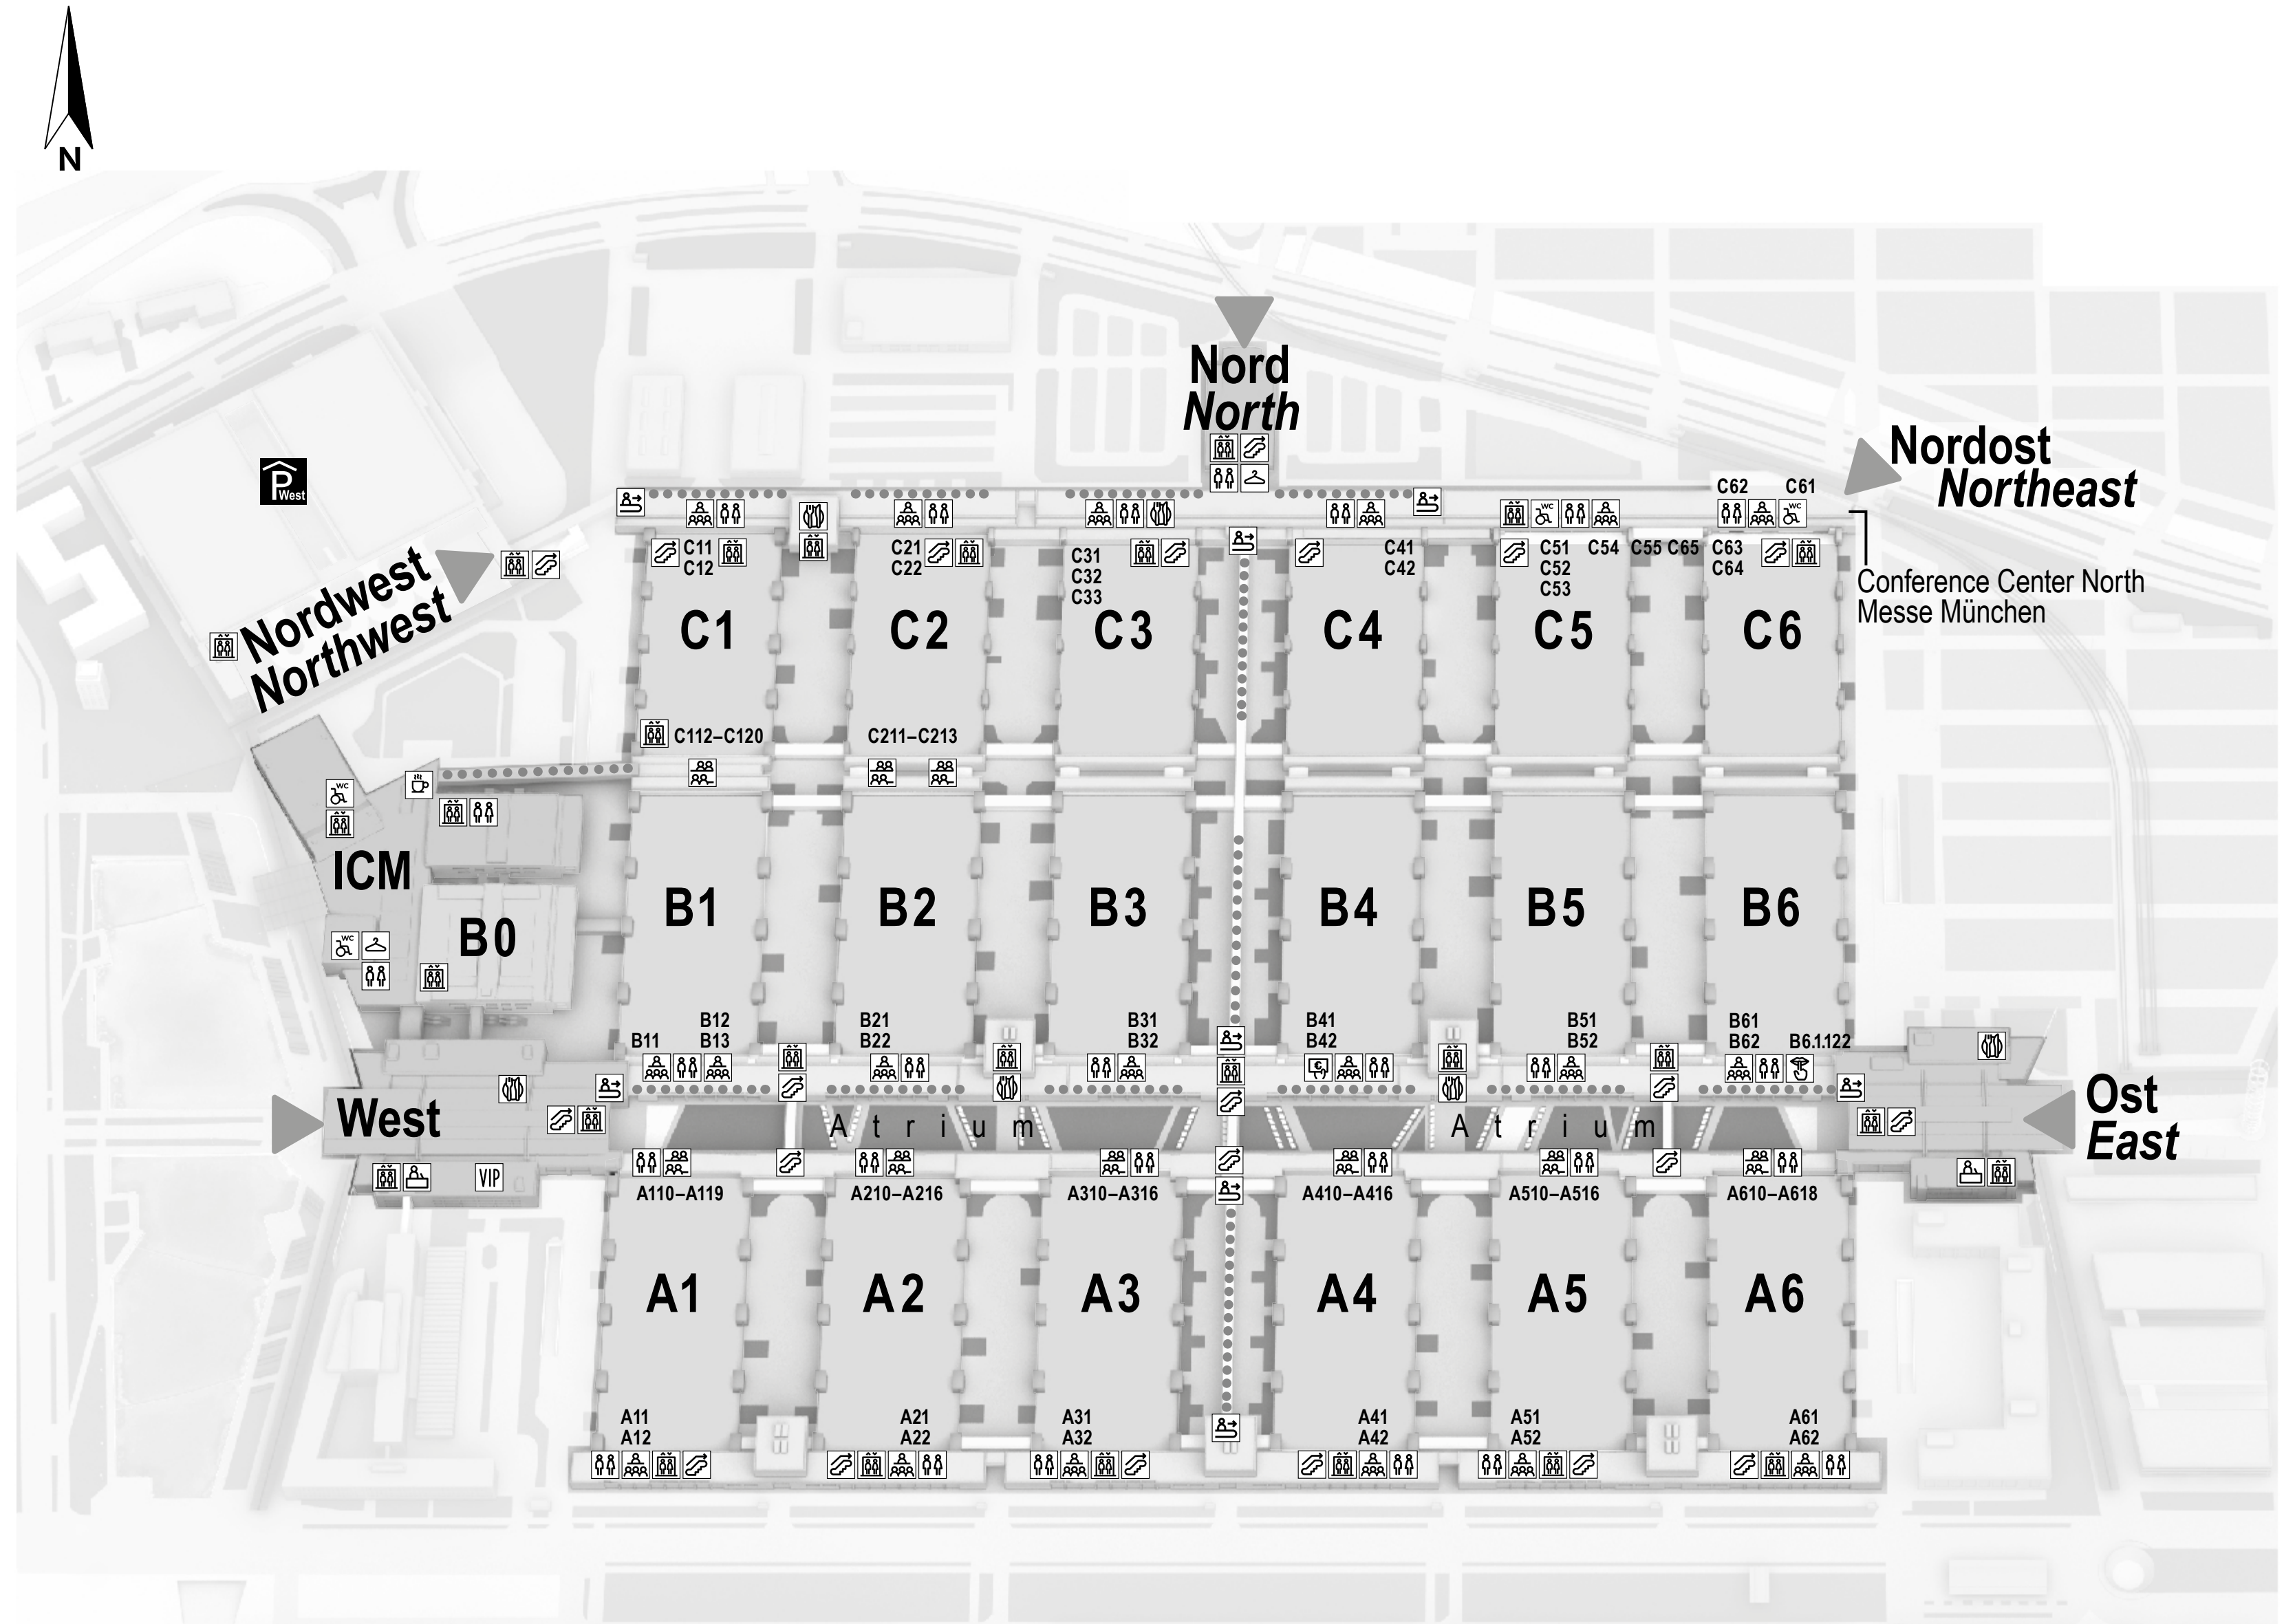 N
Nord
North
Nordost
Northeast
P
West
C62
C61
WC
WC
C11
C12
C21
C22
C31
C32
C33
C41
C42
C51
C52
C53
C54
C55
C65
C63
C64
Conference Center North
Messe München
Nordwest
Northwest
C1
C2
C3
C4
C5
C6
C112–C120
C211–C213
WC
ICM
B0
WC
B1
B2
B3
B4
B5
B6
B11
B12
B13
B21
B22
B31
B32
B41
B42
B51
B52
B61
B62
B6.1.122
West
Atrium
Atrium
Ost
East
VIP
A110–A119
A210–A216
A310–A316
A410–A416
A510–A516
A610–A618
A1
A2
A3
A4
A5
A6
A11
A12
A21
A22
A31
A32
A41
A42
A51
A52
A61
A62